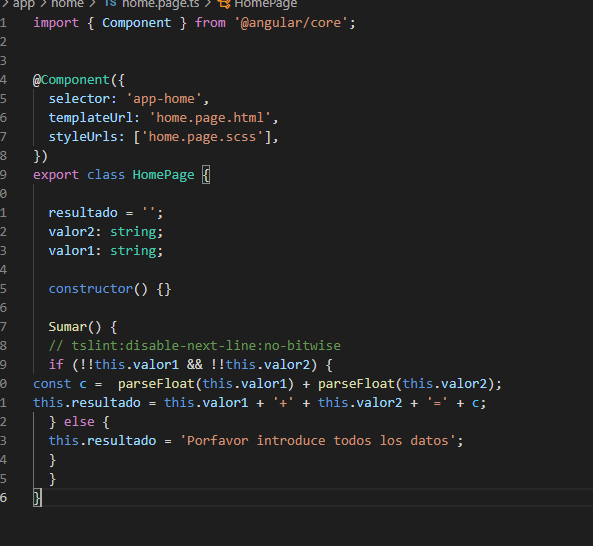 app > home > TS home.page.ts > HomePage
1 import { Component } from '@angular/core';
2
3
4 @Component({
5 selector: 'app-home',
6 templateUrl: 'home.page.html',
7 styleUrls: ['home.page.scss'],
8 })
9 export class HomePage {
0
1 resultado = '';
2 valor2: string;
3 valor1: string;
4
5 constructor() {}
6
7 Sumar() {
8 // tslint:disable-next-line:no-bitwise
9 if (!!this.valor1 && !!this.valor2) {
0 const c =  parseFloat(this.valor1) + parseFloat(this.valor2);
1 this.resultado = this.valor1 + '+' + this.valor2 + '=' + c;
2 } else {
3 this.resultado = 'Porfavor introduce todos los datos';
4 }
5 }
6 }